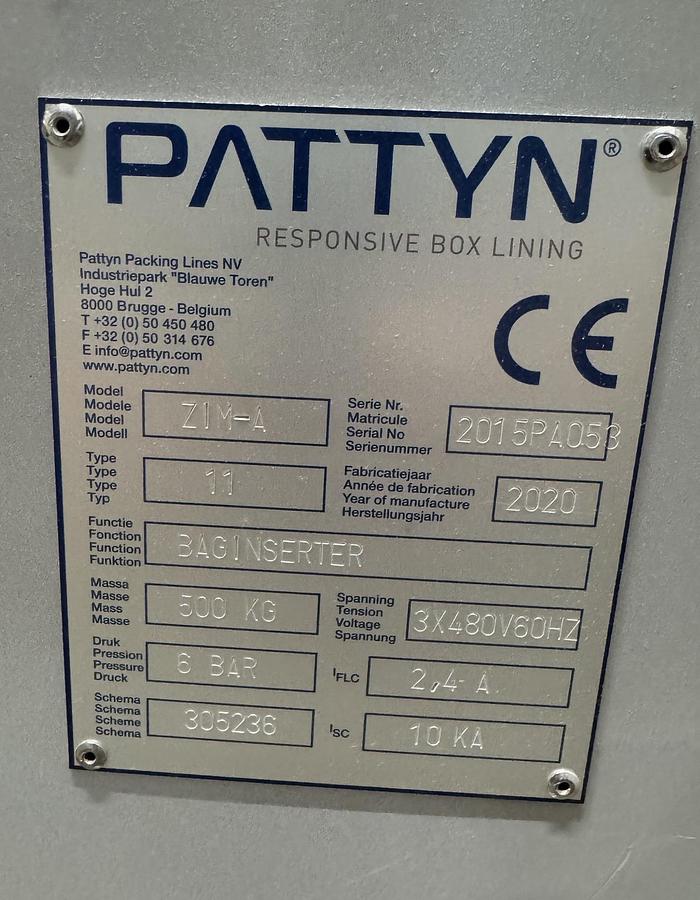 PATTYN®
RESPONSIVE BOX LINING
Pattyn Packing Lines NV
Industriepark "Blauwe Toren"
Hoge Hul 2
8000 Brugge - Belgium
T +32 (0) 50 450 480
F +32 (0) 50 314 676
E info@pattyn.com
www.pattyn.com
CE
Model
Modele
Model
Modell
ZIM-A
Serie Nr.
Matricule
Serial No
Serienummer
2015PA053
Type
Type
Type
Typ
11
Fabricatiejaar
Année de fabrication
Year of manufacture
Herstellungsjahr
2020
Functie
Fonction
Function
Funktion
BAGINSERTER
Massa
Masse
Mass
Masse
500 KG
Spanning
Tension
Voltage
Spannung
3X480V60HZ
Druk
Pression
Pressure
Druck
6 BAR
IFLC
2,4 A
Schema
Schema
Scheme
Schema
305236
ISC
10 KA